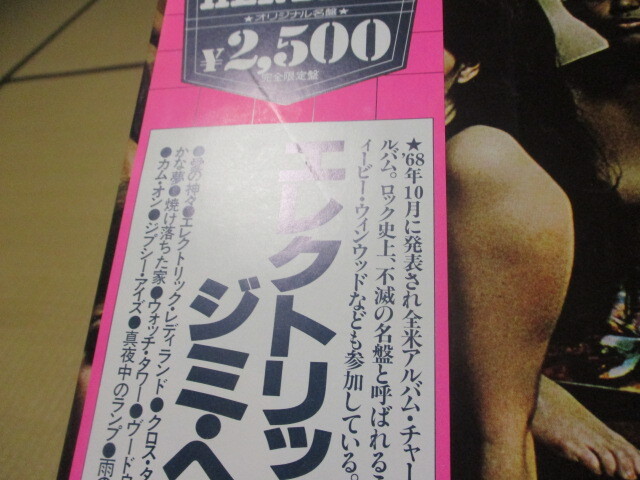 ★オリジナル名盤★
¥2,500
完全限定盤
★'68年10月に発表され全米アルバム・チャー
ルバム。ロック史上、不滅の名盤と呼ばれる
ィービー・ウインウッドなども参加している。
エレクトリッ
ジミ・ヘ
●愛の神々●エレクトリック・レディランド●クロス・タ
かな夢●焼け落ちた家●ウォッチ・タワー●ウードゥ
●カム・オン●ジプシー・アイズ●真夜中のランプ●雨